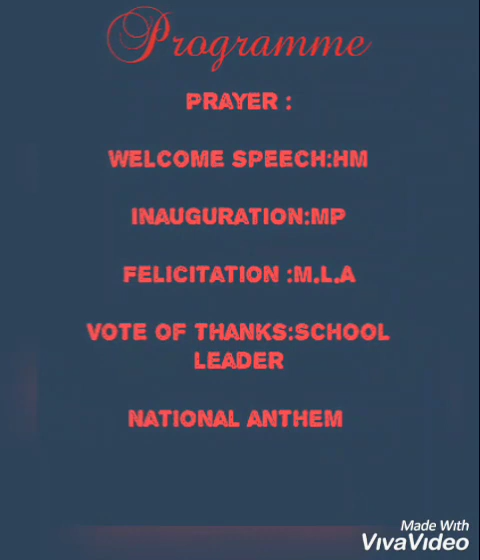 Programme
PRAYER :
WELCOME SPEECH:HM
INAUGURATION:MP
FELICITATION :M.L.A
VOTE OF THANKS:SCHOOL
LEADER
NATIONAL ANTHEM
Made With
VivaVideo